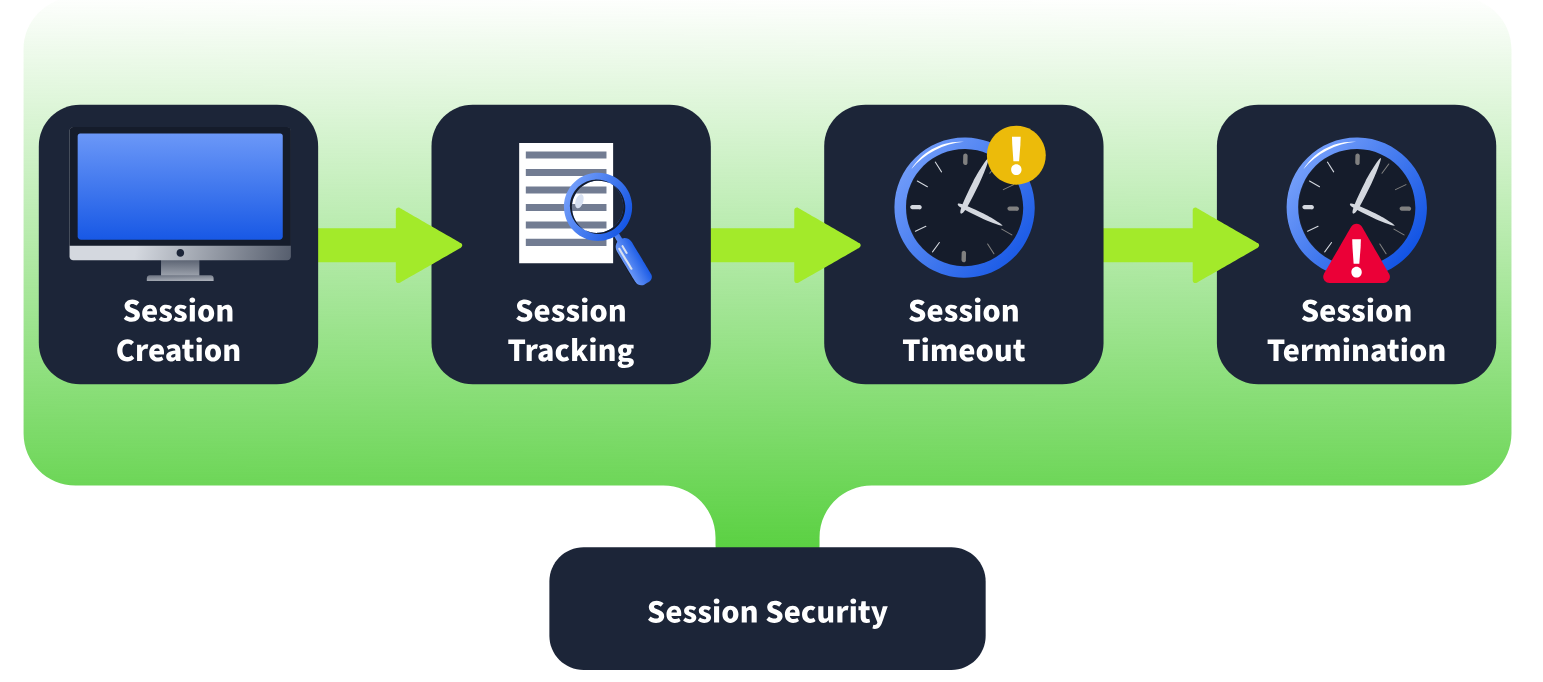 Session
Creation
Session
Tracking
Session
Timeout
Session
Termination
Session Security